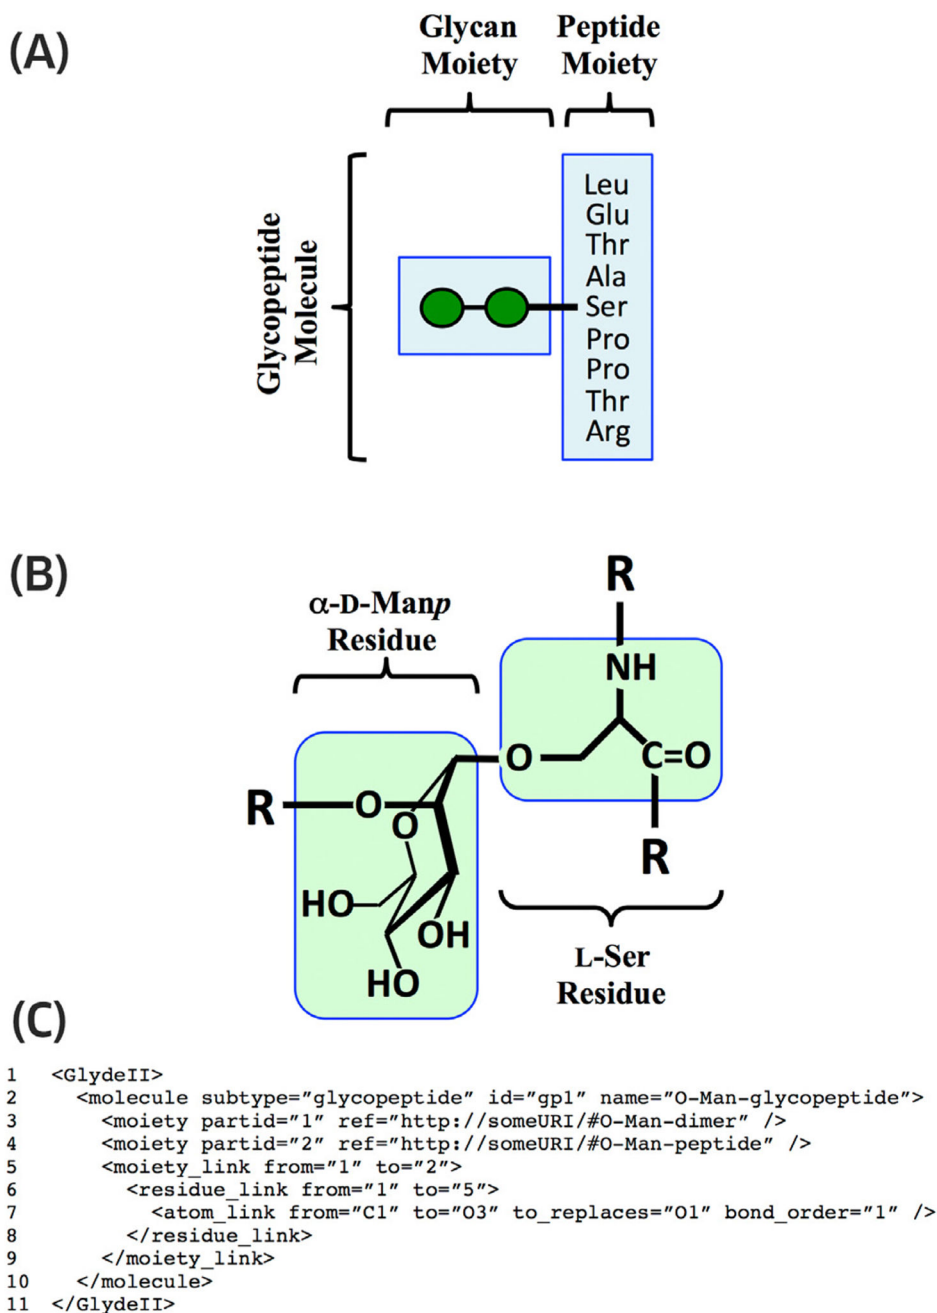 (A)
Glycan
Moiety
Peptide
Moiety
Glycopeptide
Molecule
Leu
Glu
Thr
Ala
Ser
Pro
Pro
Thr
Arg
(B)
α-D-Manp
Residue
R
NH
O
C=O
R
R
O
O
HO
OH
HO
L-Ser
Residue
(C)
1 <GlydeII>
2 <molecule subtype="glycopeptide" id="gp1" name="O-Man-glycopeptide">
3 <moiety partid="1" ref="http://someURI/#O-Man-dimer" />
4 <moiety partid="2" ref="http://someURI/#O-Man-peptide" />
5 <moiety_link from="1" to="2">
6 <residue_link from="1" to="5">
7 <atom_link from="C1" to="O3" to_replaces="O1" bond_order="1" />
8 </residue_link>
9 </moiety_link>
10 </molecule>
11 </GlydeII>